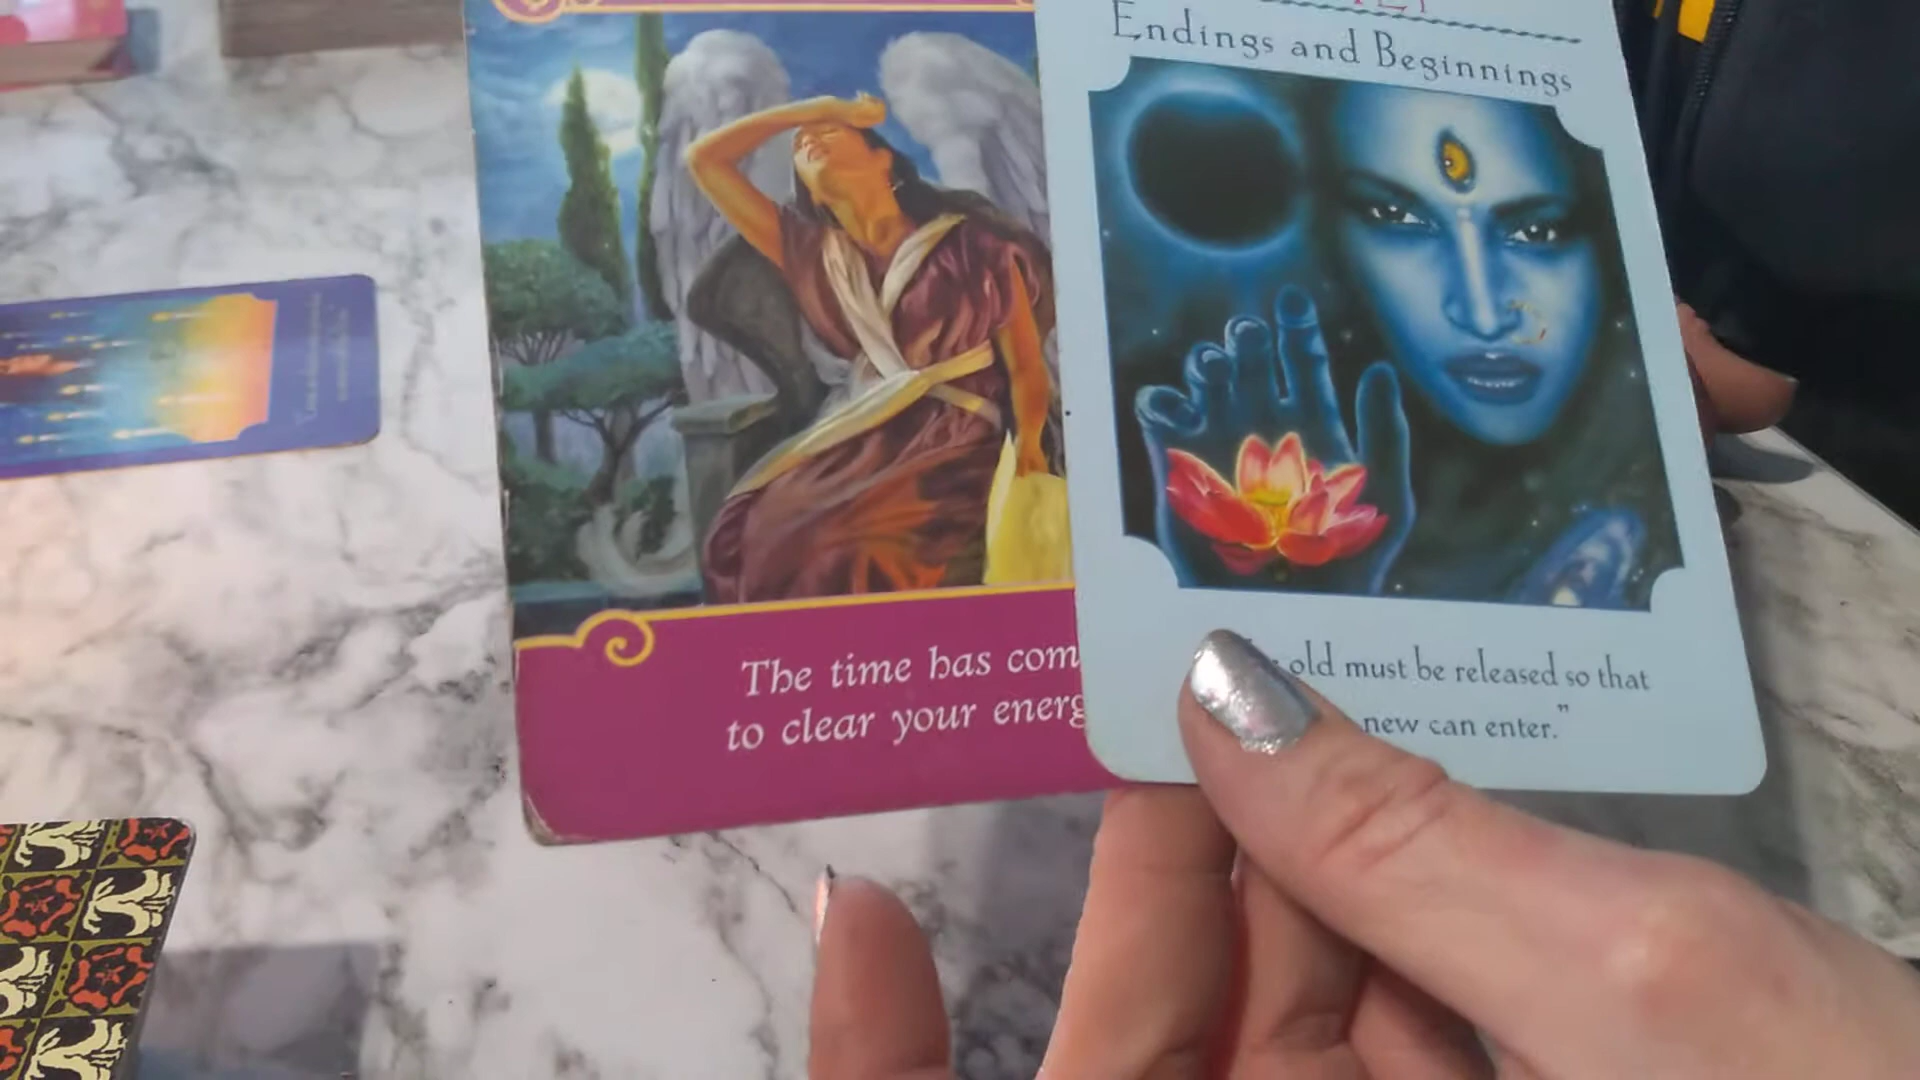 Endings and Beginnings
The time has com
to clear your energ
old must be released so that
new can enter."